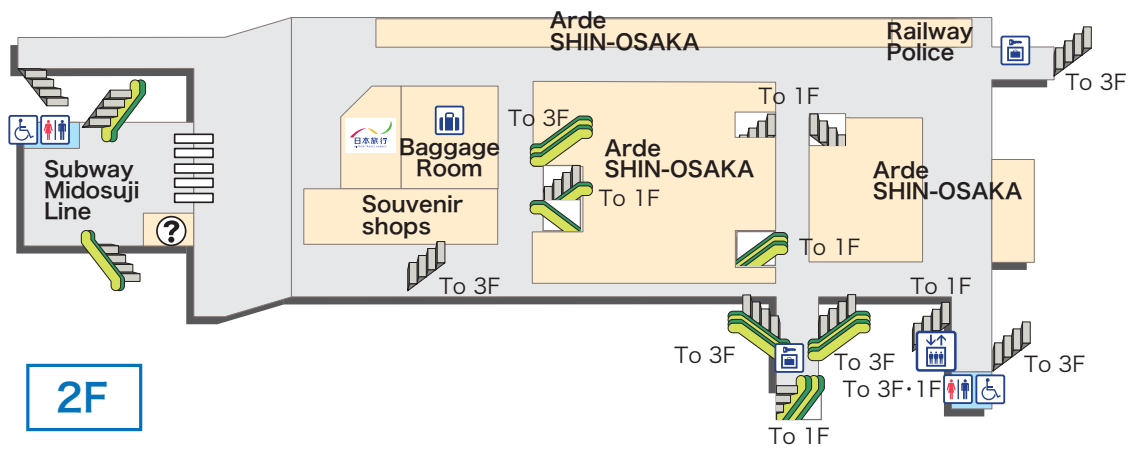 Arde
SHIN-OSAKA
Railway
Police
To 3F
To 1F
To 3F
日本旅行
Baggage
Room
Arde
SHIN-OSAKA
Arde
SHIN-OSAKA
Subway
Midosuji
Line
Souvenir
shops
To 1F
?
To 1F
To 3F
To 1F
To 3F
To 3F
To 3F
To 3F・1F
2F
To 1F